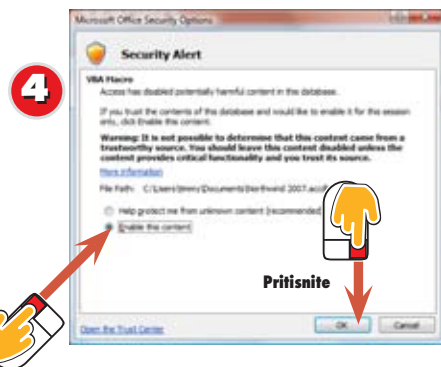 Microsoft Office Security Options
Security Alert
VBA Macro
Access has disabled potentially harmful content in this database.
If you trust the contents of this database and would like to enable it for this session
only, click Enable this content.
Warning: It is not possible to determine that this content came from a
trustworthy source. You should leave this content disabled unless the
content provides critical functionality and you trust its source.
More information
File Path: C:\Users\Jimmy\Documents\Northwind 2007.accdb
4
Help protect me from unknown content (recommended)
Enable this content
Pritisnite
Open the Trust Center
OK
Cancel